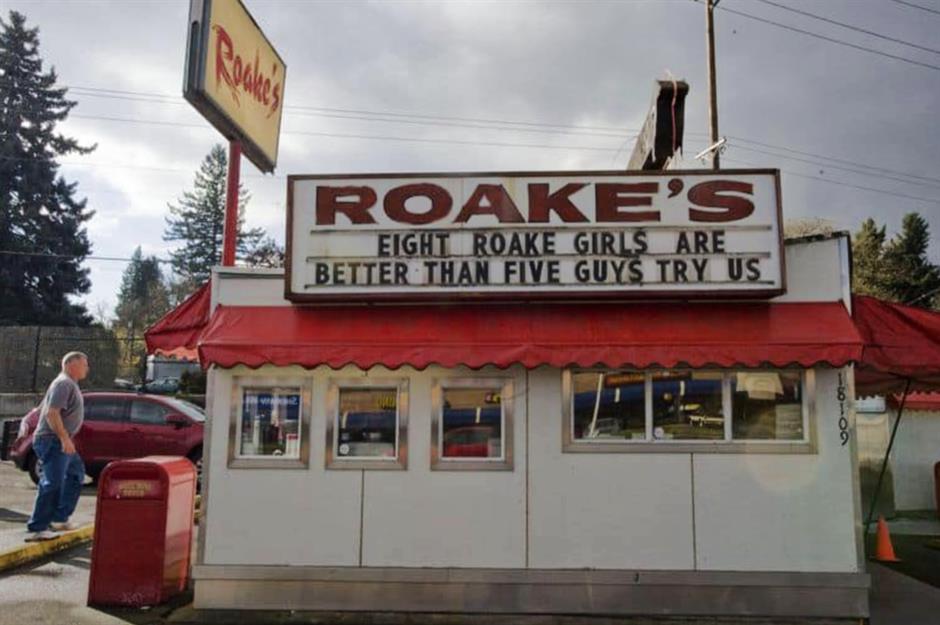 Roake's
ROAKE'S
EIGHT ROAKE GIRLS ARE
BETTER THAN FIVE GUYS TRY US
18109